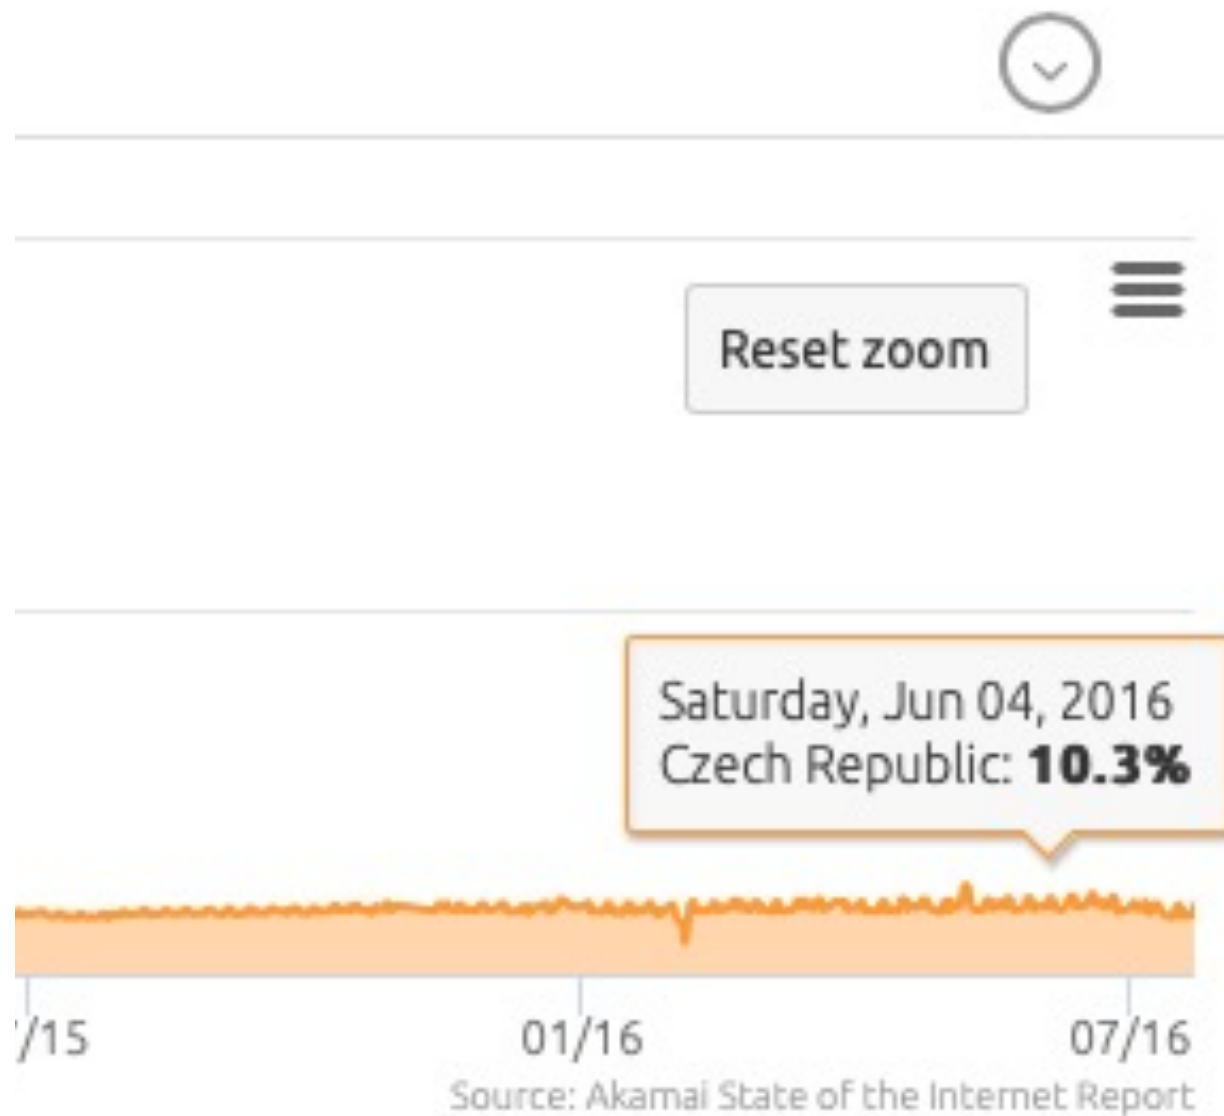 Reset zoom
Saturday, Jun 04, 2016
Czech Republic: 10.3%
/15
01/16
07/16
Source: Akamai State of the Internet Report